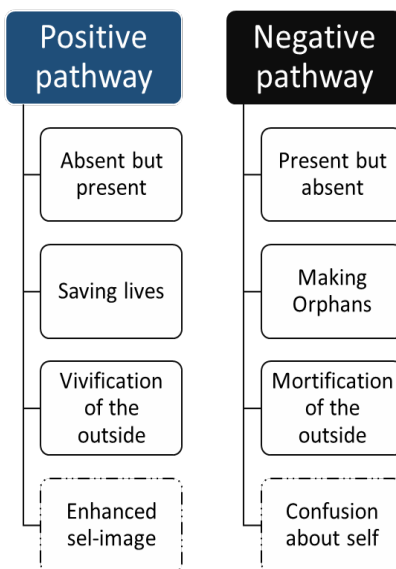 Positive
pathway
Absent but
present
Saving lives
Vivification
of the
outside
Enhanced
sel-image
Negative
pathway
Present but
absent
Making
Orphans
Mortification
of the
outside
Confusion
about self